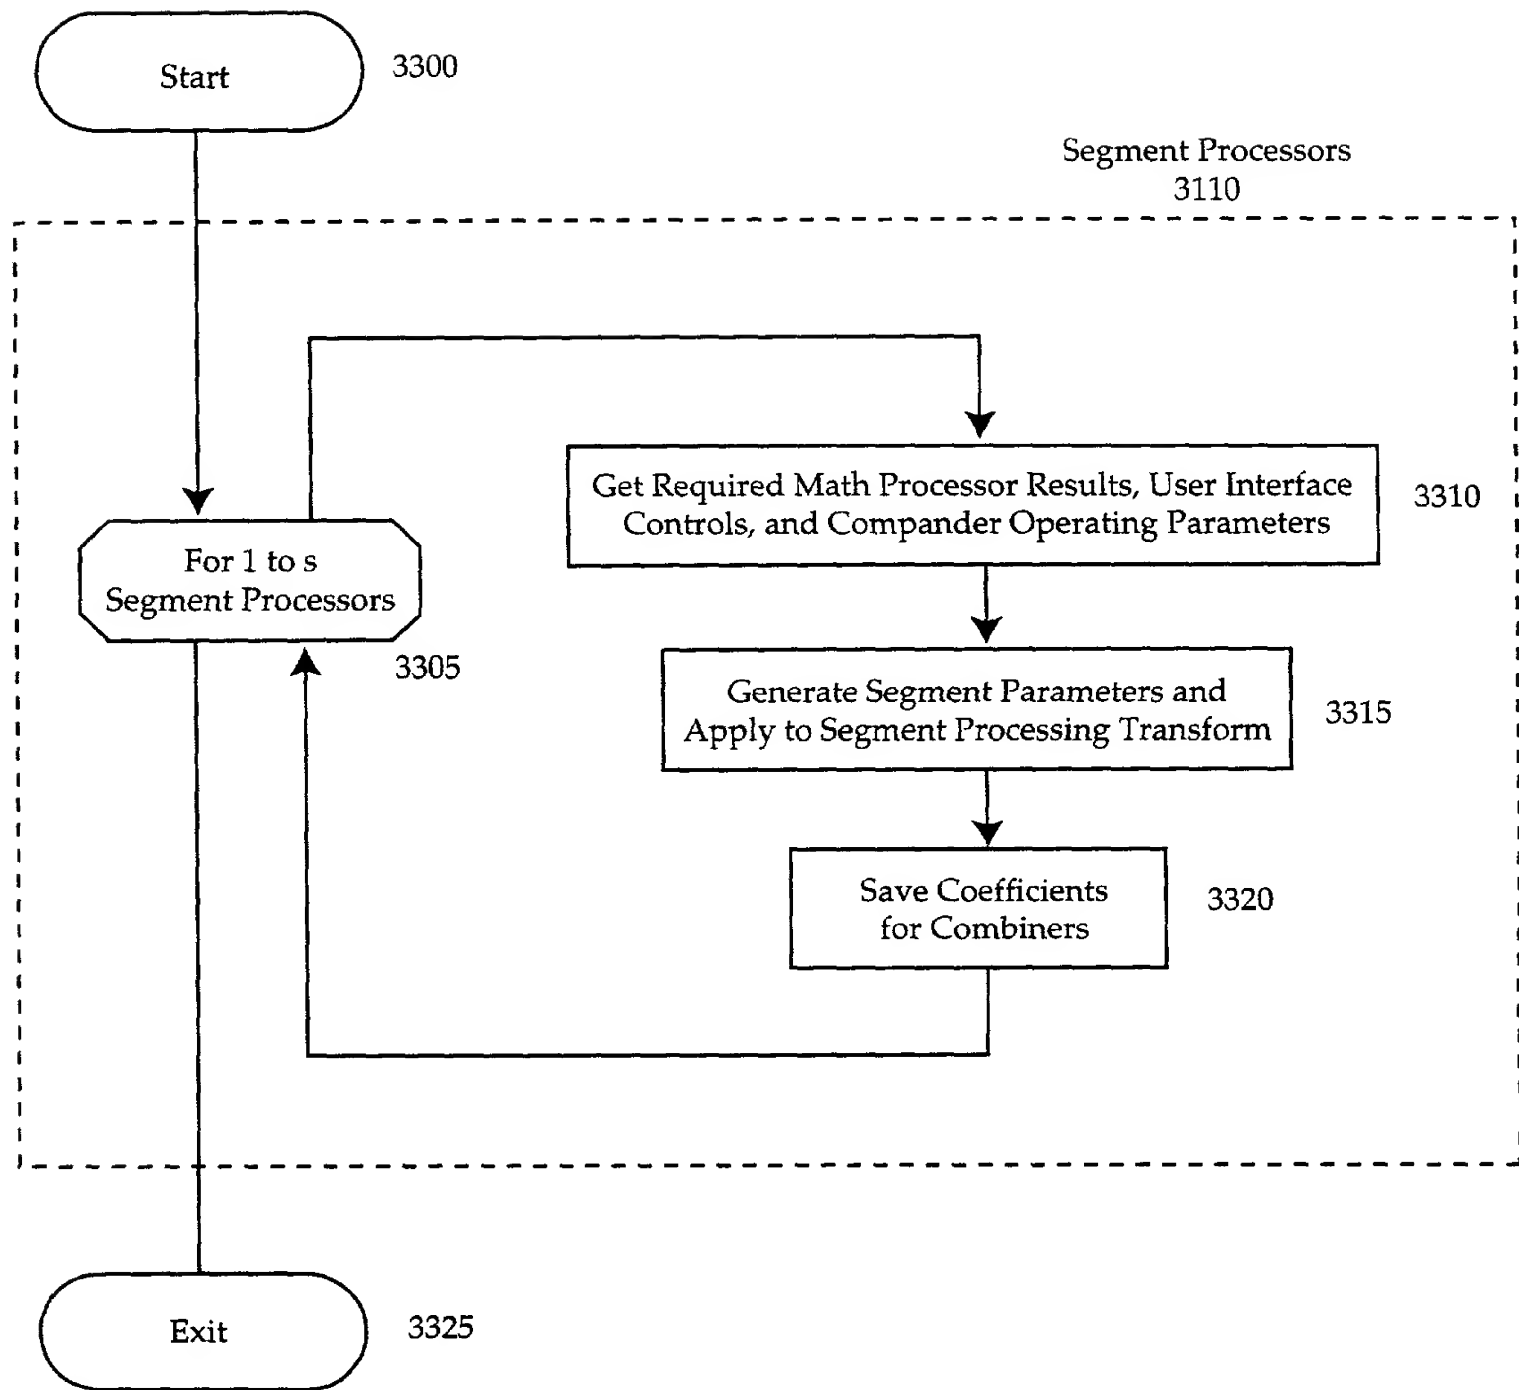 Start
3300
Segment Processors
3110
Get Required Math Processor Results, User Interface
Controls, and Compander Operating Parameters
3310
For 1 to s
Segment Processors
3305
Generate Segment Parameters and
Apply to Segment Processing Transform
3315
Save Coefficients
for Combiners
3320
Exit
3325